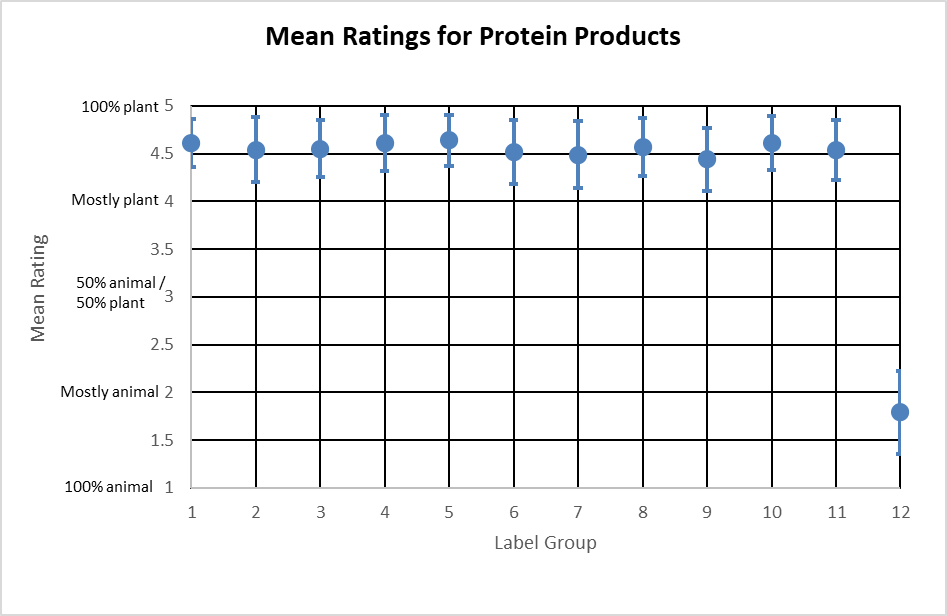 Mean Ratings for Protein Products
100% plant 5
4.5
Mostly plant 4
3.5
50% animal /
50% plant 3
2.5
Mostly animal 2
1.5
100% animal 1
Mean Rating
1 2 3 4 5 6 7 8 9 10 11 12
Label Group